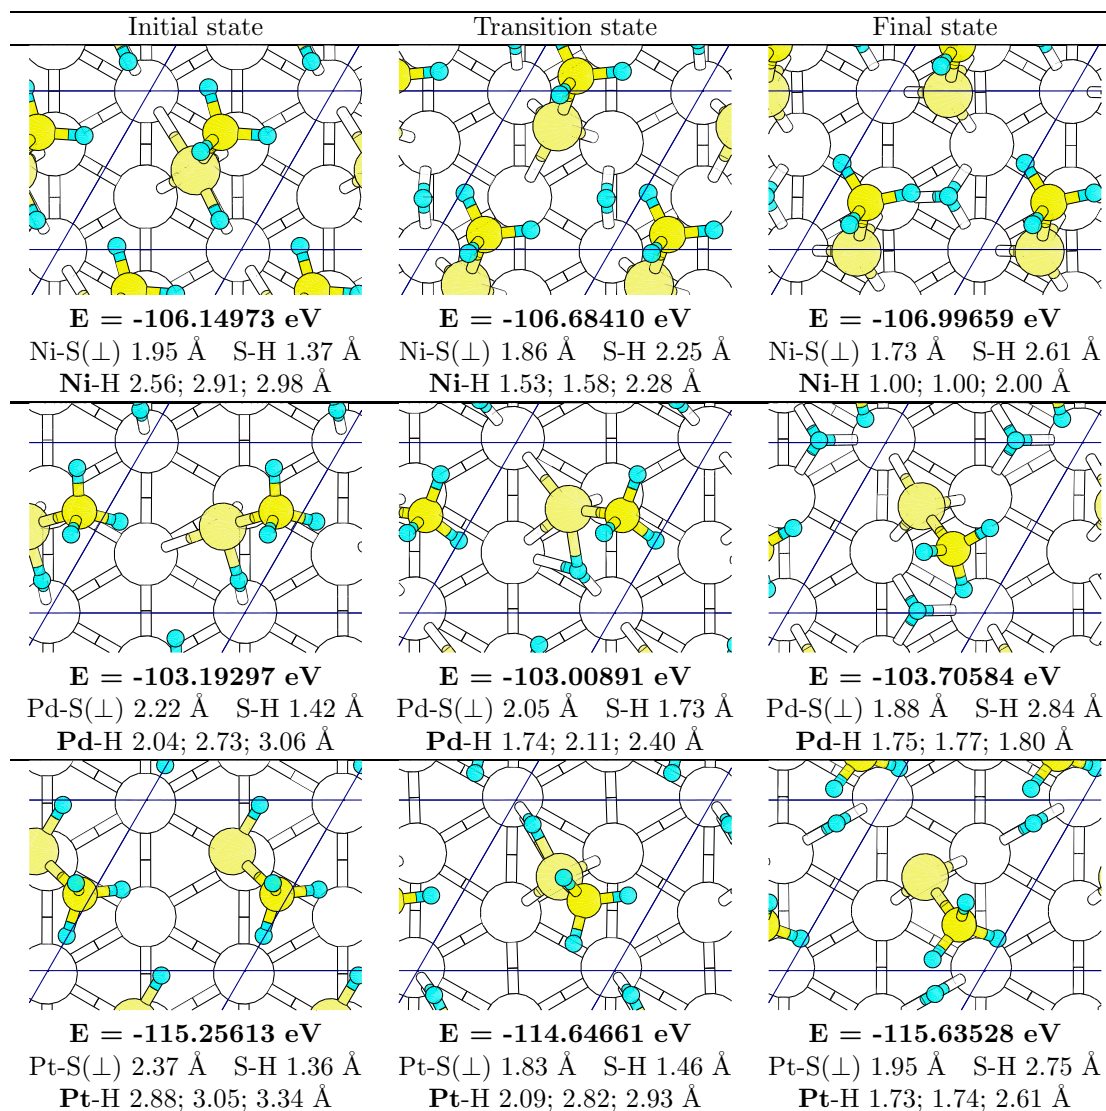 Initial state Transition state Final state
E = -106.14973 eV E = -106.68410 eV E = -106.99659 eV
Ni-S(⊥) 1.95 Å S-H 1.37 Å Ni-S(⊥) 1.86 Å S-H 2.25 Å Ni-S(⊥) 1.73 Å S-H 2.61 Å
Ni-H 2.56; 2.91; 2.98 Å Ni-H 1.53; 1.58; 2.28 Å Ni-H 1.00; 1.00; 2.00 Å
E = -103.19297 eV E = -103.00891 eV E = -103.70584 eV
Pd-S(⊥) 2.22 Å S-H 1.42 Å Pd-S(⊥) 2.05 Å S-H 1.73 Å Pd-S(⊥) 1.88 Å S-H 2.84 Å
Pd-H 2.04; 2.73; 3.06 Å Pd-H 1.74; 2.11; 2.40 Å Pd-H 1.75; 1.77; 1.80 Å
E = -115.25613 eV E = -114.64661 eV E = -115.63528 eV
Pt-S(⊥) 2.37 Å S-H 1.36 Å Pt-S(⊥) 1.83 Å S-H 1.46 Å Pt-S(⊥) 1.95 Å S-H 2.75 Å
Pt-H 2.88; 3.05; 3.34 Å Pt-H 2.09; 2.82; 2.93 Å Pt-H 1.73; 1.74; 2.61 Å